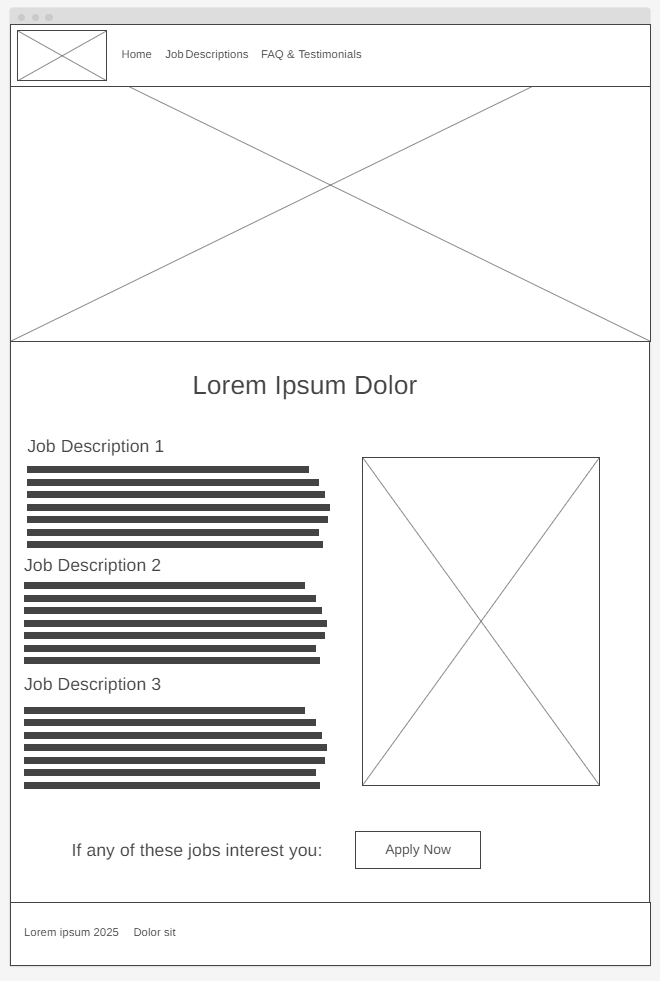 Home Job Descriptions FAQ & Testimonials
Lorem Ipsum Dolor
Job Description 1
Job Description 2
Job Description 3
If any of these jobs interest you: Apply Now
Lorem ipsum 2025 Dolor sit